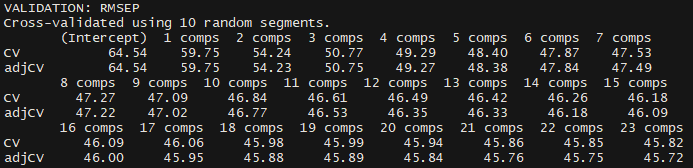 VALIDATION: RMSEP
Cross-validated using 10 random segments.
(Intercept) 1 comps 2 comps 3 comps 4 comps 5 comps 6 comps 7 comps
CV 64.54 59.75 54.24 50.77 49.29 48.40 47.87 47.53
adjCV 64.54 59.75 54.23 50.75 49.27 48.38 47.84 47.49
8 comps 9 comps 10 comps 11 comps 12 comps 13 comps 14 comps 15 comps
CV 47.27 47.09 46.84 46.61 46.49 46.42 46.26 46.18
adjCV 47.22 47.02 46.77 46.53 46.35 46.33 46.18 46.09
16 comps 17 comps 18 comps 19 comps 20 comps 21 comps 22 comps 23 comps
CV 46.09 46.06 45.98 45.99 45.94 45.86 45.85 45.82
adjCV 46.00 45.95 45.88 45.89 45.84 45.76 45.75 45.72